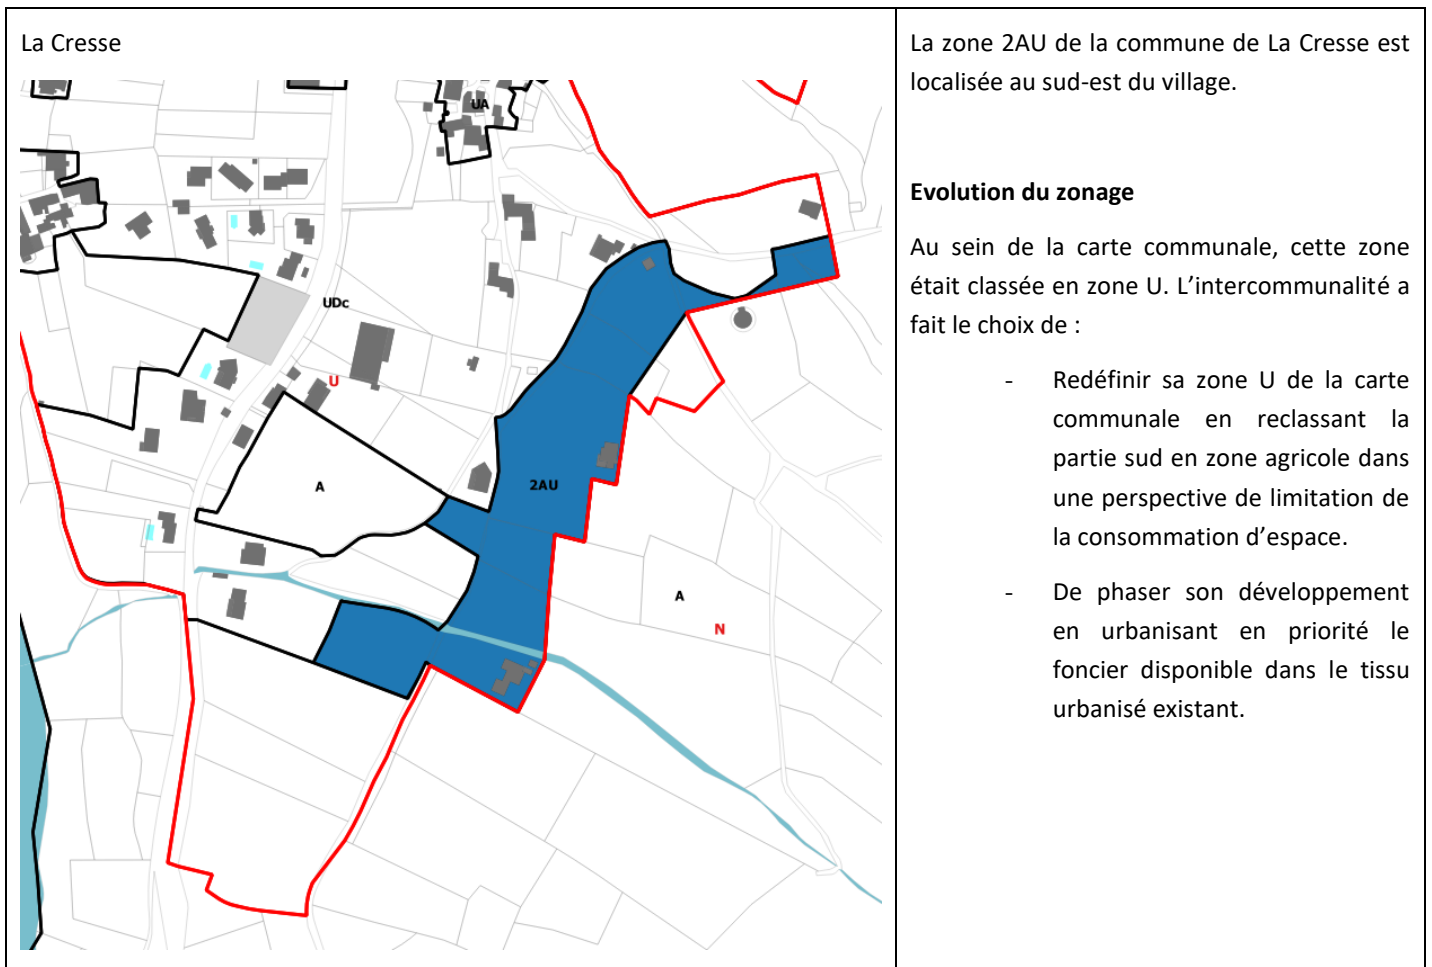 La Cresse
UA
UDc
U
A
2AU
A
N
La zone 2AU de la commune de La Cresse est
localisée au sud-est du village.
Evolution du zonage
Au sein de la carte communale, cette zone
était classée en zone U. L’intercommunalité a
fait le choix de :
- Redéfinir sa zone U de la carte
communale en reclassant la
partie sud en zone agricole dans
une perspective de limitation de
la consommation d’espace.
- De phaser son développement
en urbanisant en priorité le
foncier disponible dans le tissu
urbanisé existant.